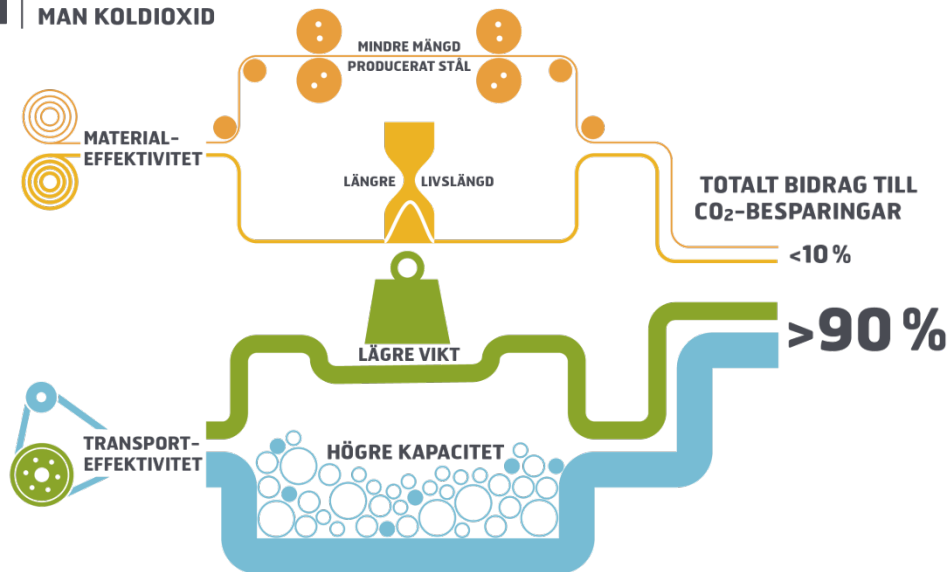 MAN KOLDIOXID
MINDRE MÄNGD
PRODUCERAT STÅL
MATERIAL-
EFFEKTIVITET
LÄNGRE LIVSLÄNGD
TOTALT BIDRAG TILL
CO₂-BESPARINGAR
<10 %
>90 %
LÄGRE VIKT
TRANSPORT-
EFFEKTIVITET
HÖGRE KAPACITET